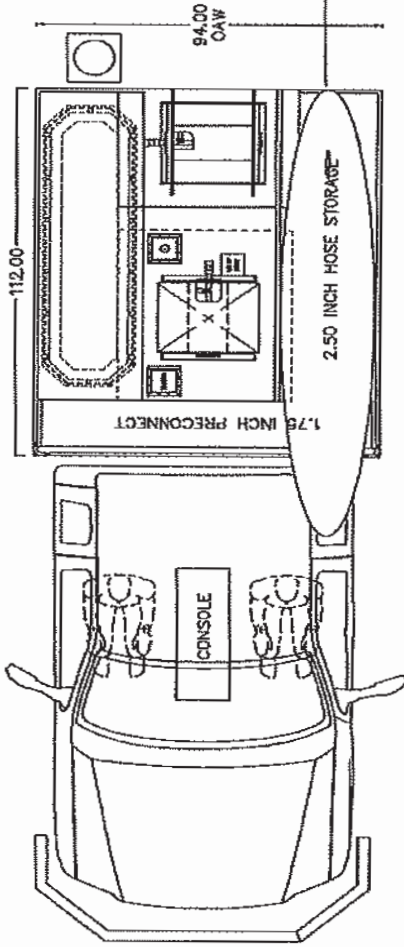 112.00
94.00
OAW
1.75 INCH PRECONNECT
2.50 INCH HOSE STORAGE
CONSOLE